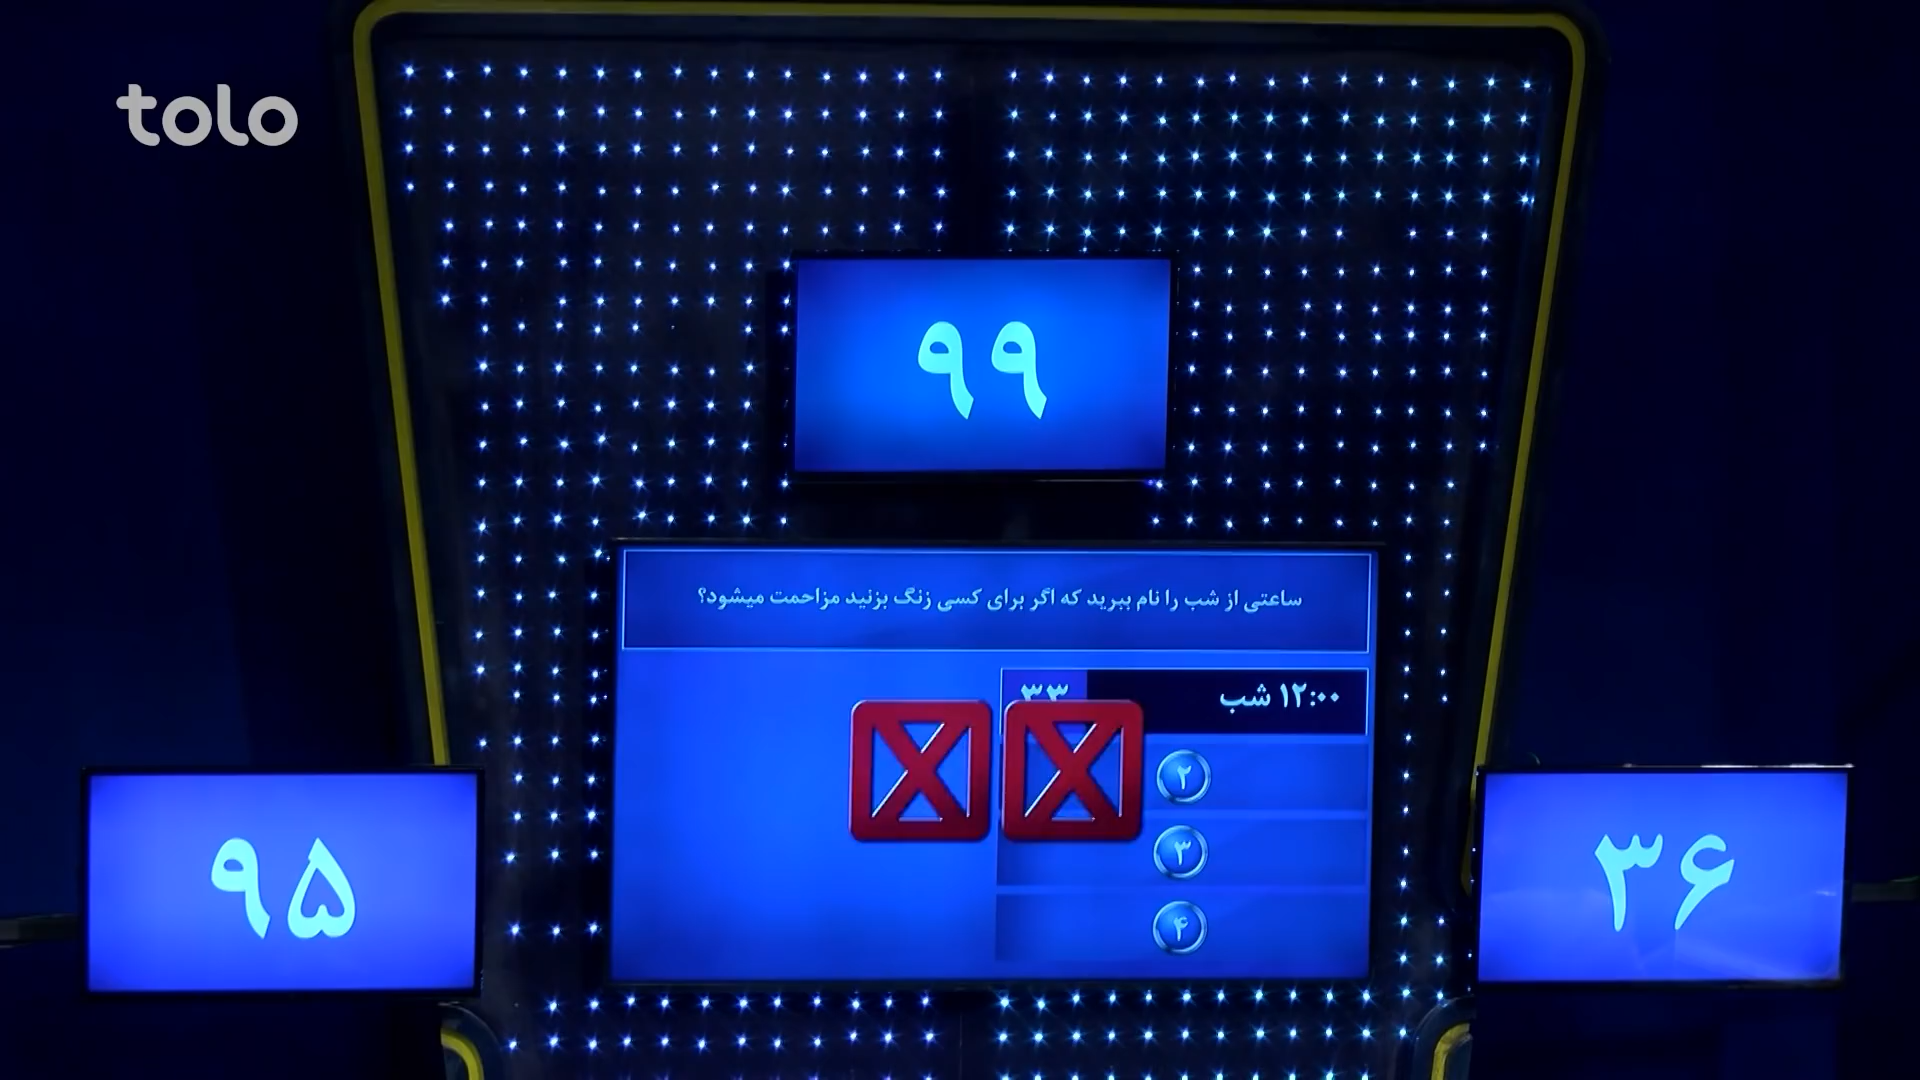 tolo
۹۹
ساعتی از شب را نام ببرید که اگر برای کسی زنگ بزنید مزاحمت میشود؟
۱۲:۰۰ شب ۳۳
۲
۳
۴
۹۵
۳۶